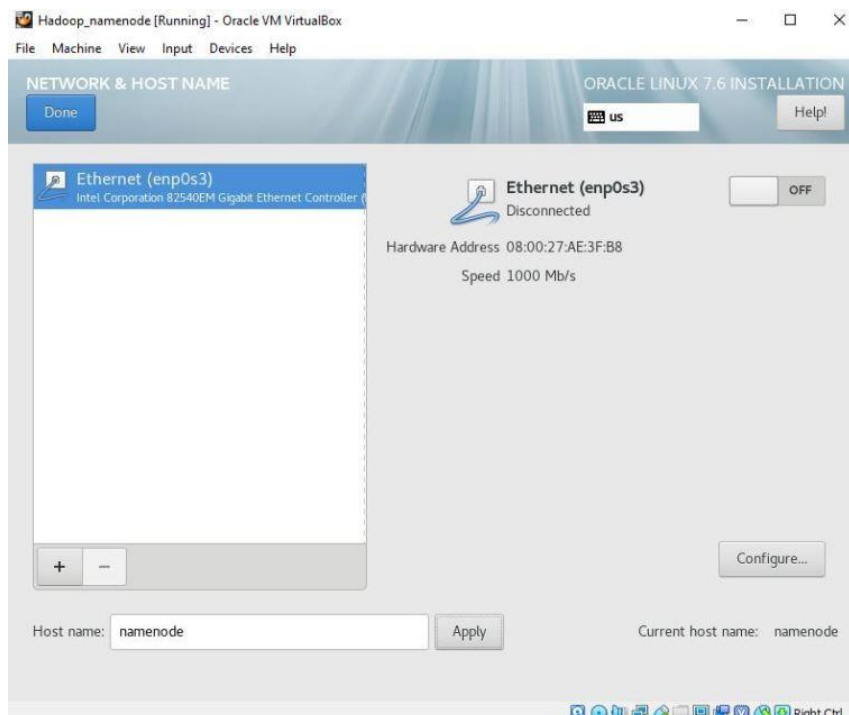 Hadoop_namenode [Running] - Oracle VM VirtualBox
File Machine View Input Devices Help
NETWORK & HOST NAME
ORACLE LINUX 7.6 INSTALLATION
Done
us
Help!
Ethernet (enp0s3)
Intel Corporation 82540EM Gigabit Ethernet Controller (
Ethernet (enp0s3)
Disconnected
OFF
Hardware Address 08:00:27:AE:3F:B8
Speed 1000 Mb/s
+ −
Configure...
Host name: namenode
Apply
Current host name: namenode
Right Ctrl